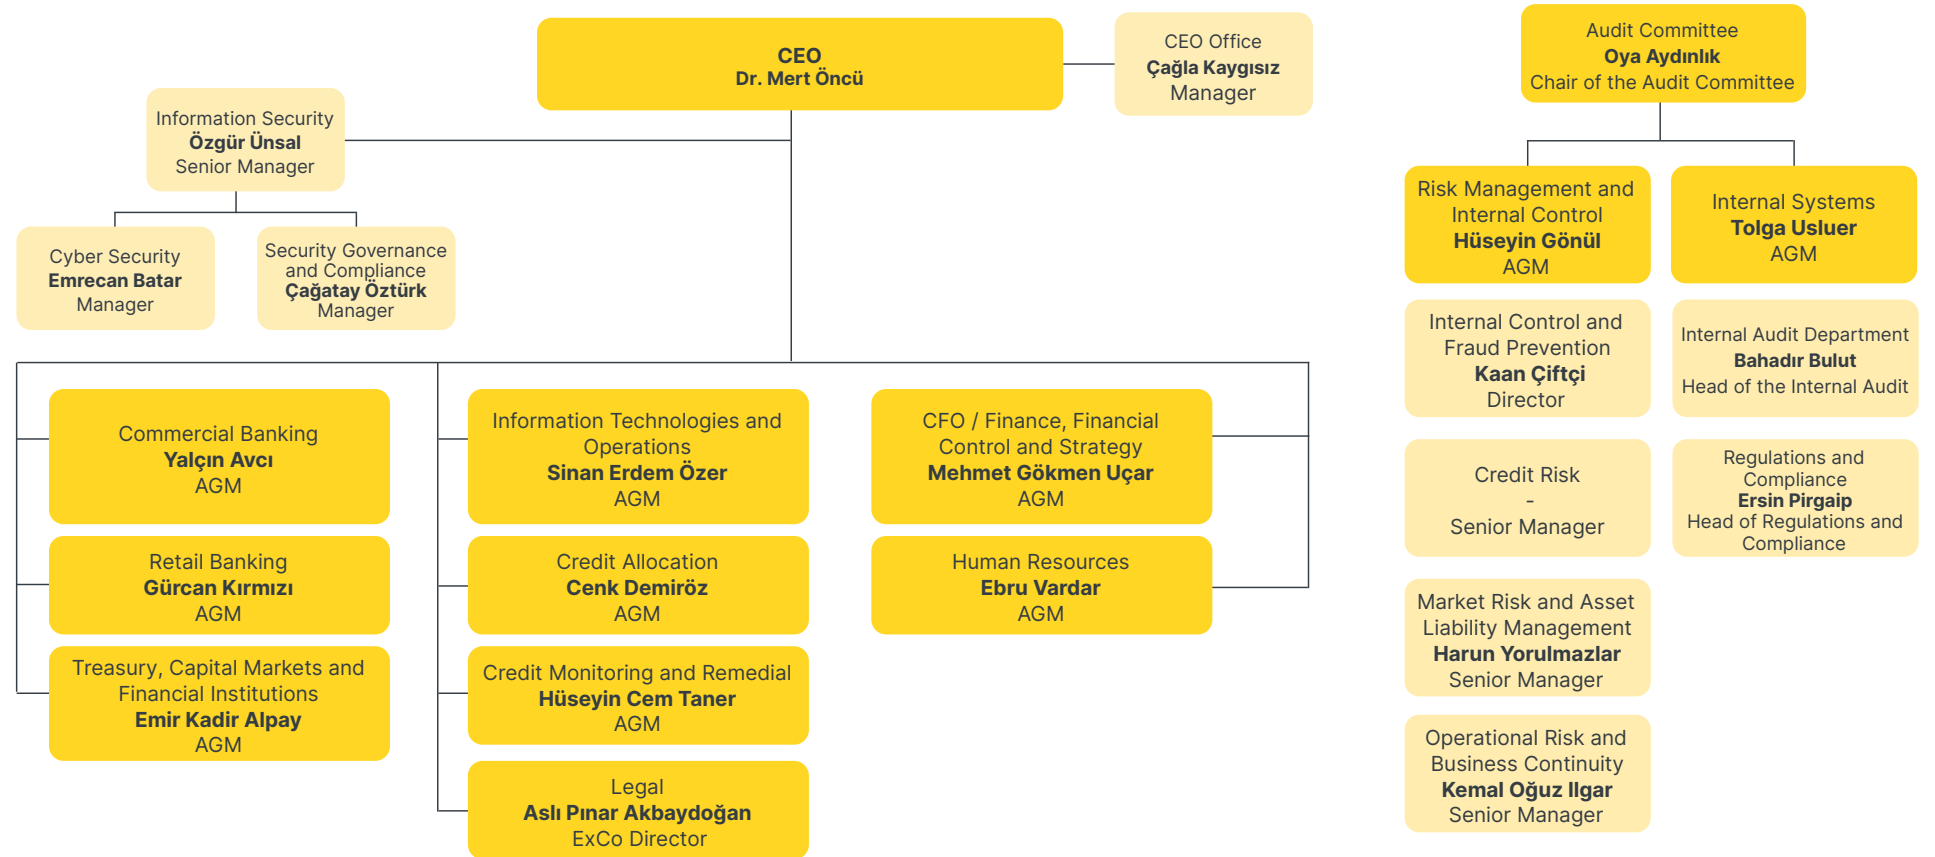 CEO
Dr. Mert Öncü
CEO Office
Çağla Kaygısız
Manager
Information Security
Özgür Ünsal
Senior Manager
Cyber Security
Emrecan Batar
Manager
Security Governance
and Compliance
Çağatay Öztürk
Manager
Commercial Banking
Yalçın Avcı
AGM
Retail Banking
Gürcan Kırmızı
AGM
Treasury, Capital Markets and
Financial Institutions
Emir Kadir Alpay
AGM
Information Technologies and
Operations
Sinan Erdem Özer
AGM
Credit Allocation
Cenk Demiröz
AGM
Credit Monitoring and Remedial
Hüseyin Cem Taner
AGM
Legal
Aslı Pınar Akbaydoğan
ExCo Director
CFO / Finance, Financial
Control and Strategy
Mehmet Gökmen Uçar
AGM
Human Resources
Ebru Vardar
AGM
Audit Committee
Oya Aydınlık
Chair of the Audit Committee
Risk Management and
Internal Control
Hüseyin Gönül
AGM
Internal Control and
Fraud Prevention
Kaan Çiftçi
Director
Credit Risk
-
Senior Manager
Market Risk and Asset
Liability Management
Harun Yorulmazlar
Senior Manager
Operational Risk and
Business Continuity
Kemal Oğuz Ilgar
Senior Manager
Internal Systems
Tolga Usluer
AGM
Internal Audit Department
Bahadır Bulut
Head of the Internal Audit
Regulations and
Compliance
Ersin Pirgaip
Head of Regulations and
Compliance